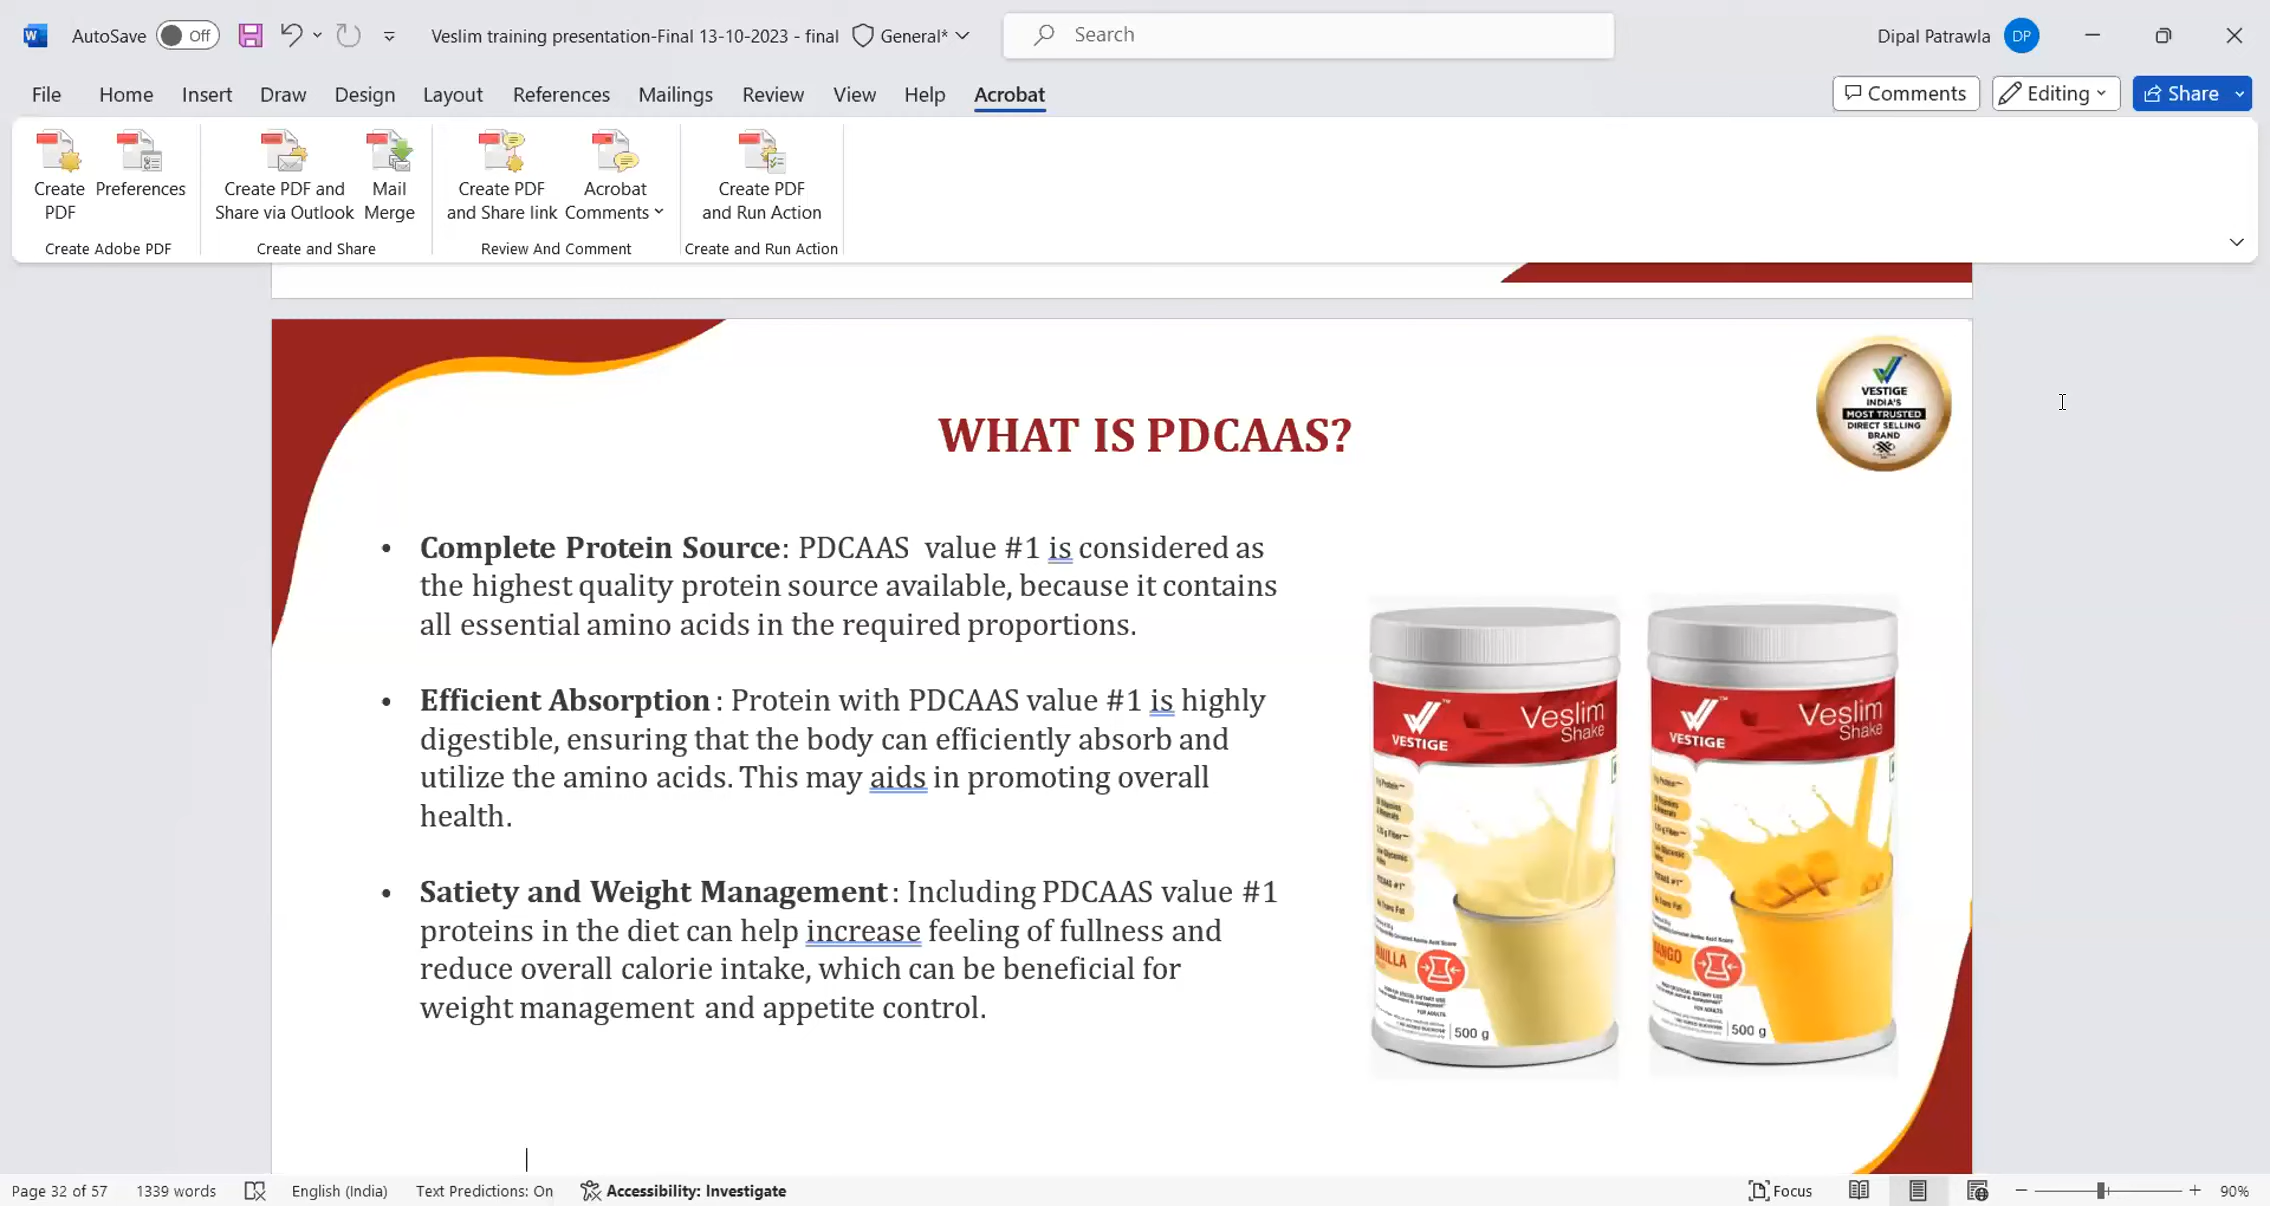 AutoSave Off Veslim training presentation-Final 13-10-2023 - final General* Search Dipal Patrawla DP
File Home Insert Draw Design Layout References Mailings Review View Help Acrobat Comments Editing Share
Create PDF
Preferences
Create PDF and Share via Outlook
Mail Merge
Create PDF and Share link
Acrobat Comments
Create PDF and Run Action
Create Adobe PDF Create and Share Review And Comment Create and Run Action
VESTIGE
INDIA'S
MOST TRUSTED
DIRECT SELLING
BRAND
WHAT IS PDCAAS?
• Complete Protein Source: PDCAAS value #1 is considered as
the highest quality protein source available, because it contains
all essential amino acids in the required proportions.
• Efficient Absorption : Protein with PDCAAS value #1 is highly
digestible, ensuring that the body can efficiently absorb and
utilize the amino acids. This may aids in promoting overall
health.
• Satiety and Weight Management : Including PDCAAS value #1
proteins in the diet can help increase feeling of fullness and
reduce overall calorie intake, which can be beneficial for
weight management and appetite control.
VESTIGE
Veslim
Shake
FOR ADULTS
500 g
VESTIGE
Veslim
Shake
FOR ADULTS
500 g
Page 32 of 57 1339 words English (India) Text Predictions: On Accessibility: Investigate Focus 90%